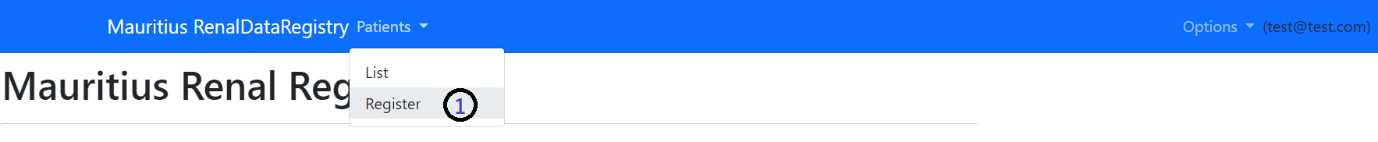 Mauritius RenalDataRegistry Patients Options (test@test.com)
List
Mauritius Renal Reg
Register 1